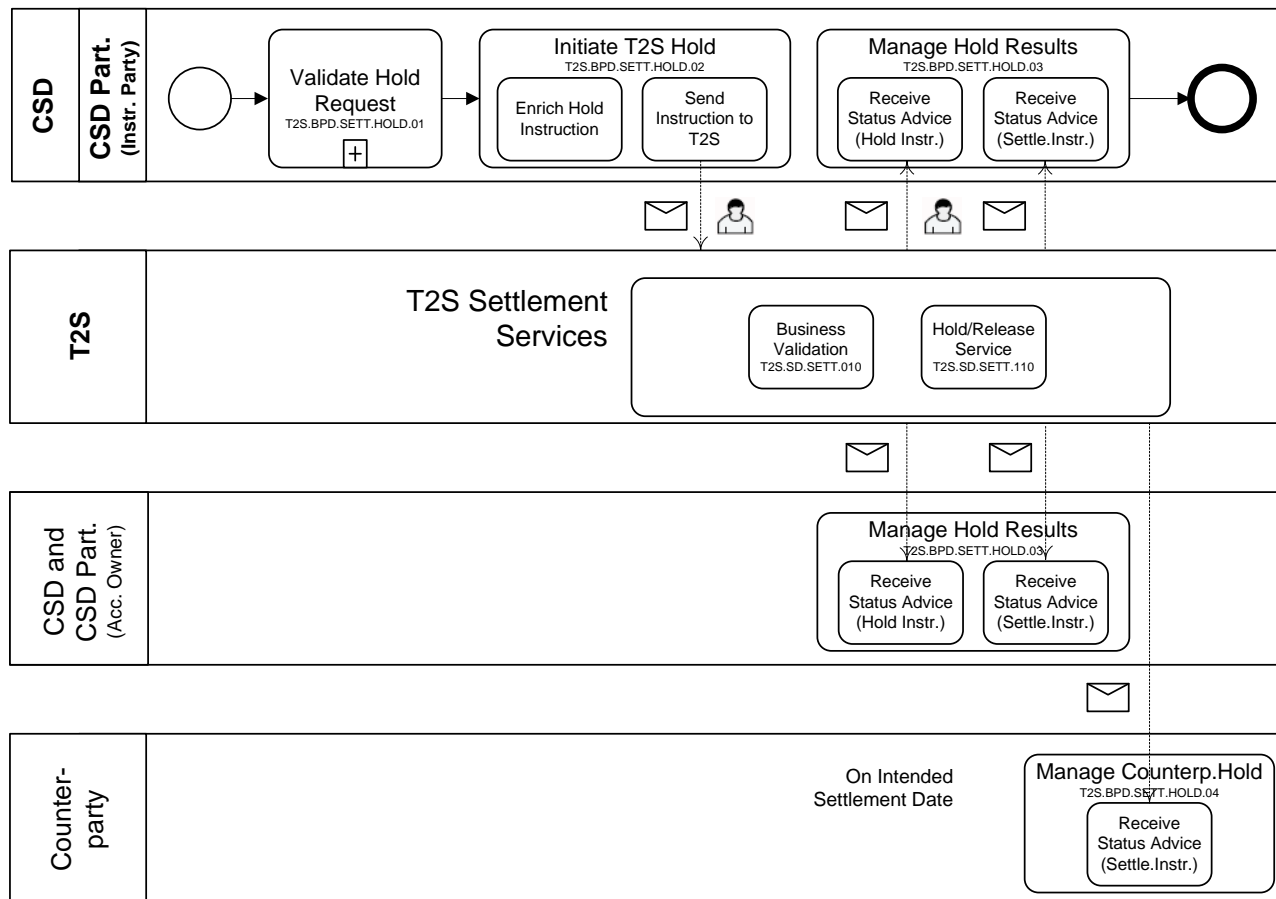 CSD
CSD Part.
(Instr. Party)
Validate Hold
Request
T2S.BPD.SETT.HOLD.01
Initiate T2S Hold
T2S.BPD.SETT.HOLD.02
Enrich Hold
Instruction
Send
Instruction to
T2S
Manage Hold Results
T2S.BPD.SETT.HOLD.03
Receive
Status Advice
(Hold Instr.)
Receive
Status Advice
(Settle.Instr.)
T2S
T2S Settlement
Services
Business
Validation
T2S.SD.SETT.010
Hold/Release
Service
T2S.SD.SETT.110
CSD and
CSD Part.
(Acc. Owner)
Manage Hold Results
T2S.BPD.SETT.HOLD.03
Receive
Status Advice
(Hold Instr.)
Receive
Status Advice
(Settle.Instr.)
Counter-
party
On Intended
Settlement Date
Manage Counterp.Hold
T2S.BPD.SETT.HOLD.04
Receive
Status Advice
(Settle.Instr.)